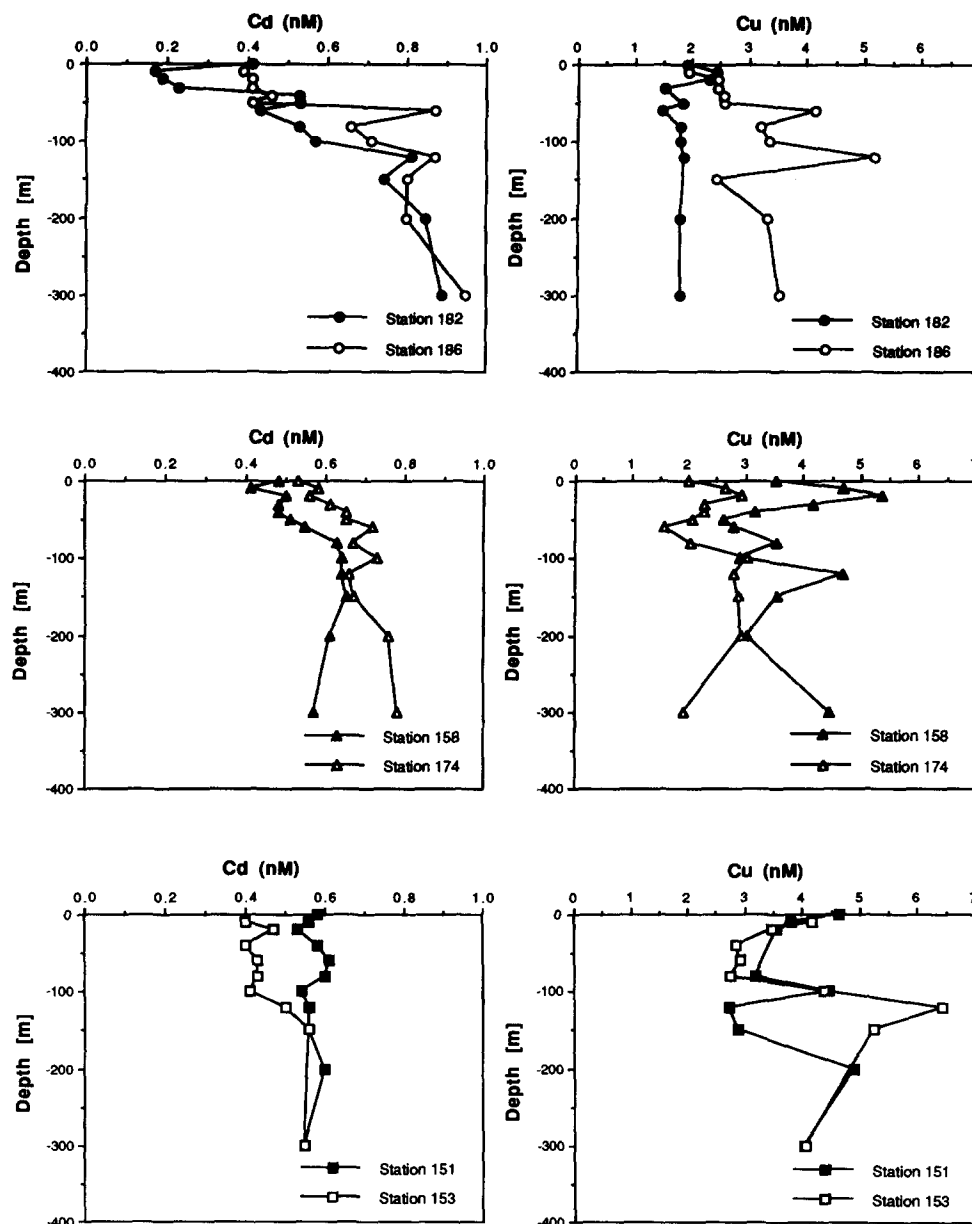 Cd (nM)
0.0 0.2 0.4 0.6 0.8 1.0
Depth [m]
0
-100
-200
-300
-400
Station 182
Station 186
Cu (nM)
0 1 2 3 4 5 6
Depth [m]
0
-100
-200
-300
-400
Station 182
Station 186
Cd (nM)
0.0 0.2 0.4 0.6 0.8 1.0
Depth [m]
0
-100
-200
-300
-400
Station 158
Station 174
Cu (nM)
0 1 2 3 4 5 6 7
Depth [m]
0
-100
-200
-300
-400
Station 158
Station 174
Cd (nM)
0.0 0.2 0.4 0.6 0.8 1.0
Depth [m]
0
-100
-200
-300
-400
Station 151
Station 153
Cu (nM)
0 1 2 3 4 5 6 7
Depth [m]
0
-100
-200
-300
-400
Station 151
Station 153